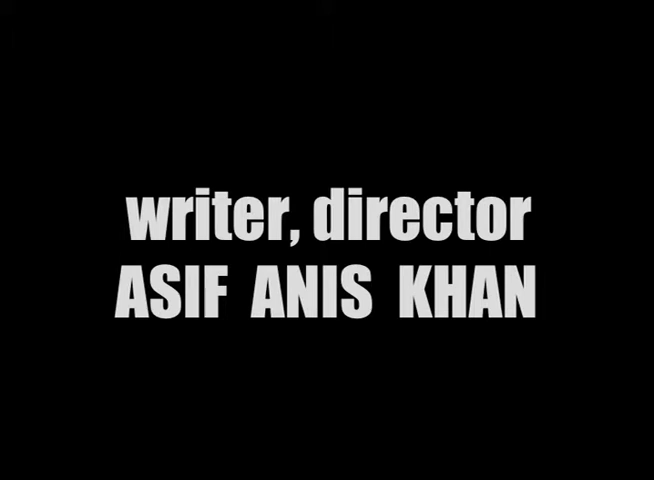 writer, director
ASIF ANIS KHAN